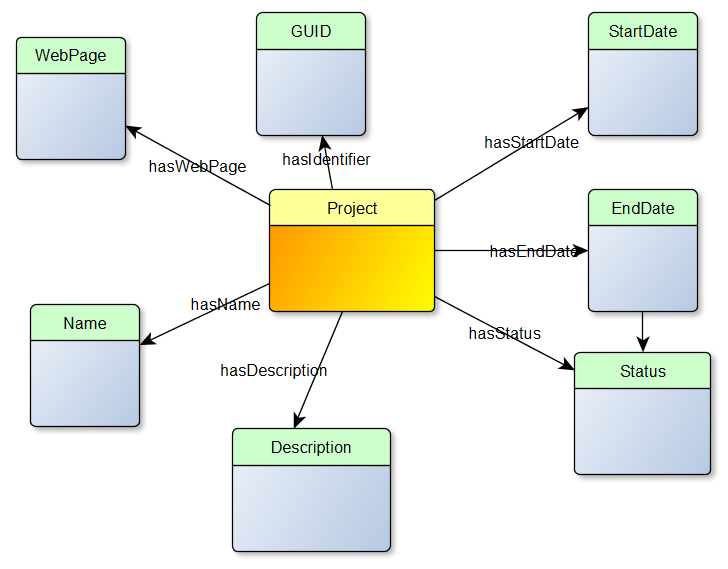 GUID
StartDate
WebPage
hasStartDate
hasIdentifier
hasWebPage
Project
EndDate
hasEndDate
hasName
Name
hasStatus
hasDescription
Status
Description